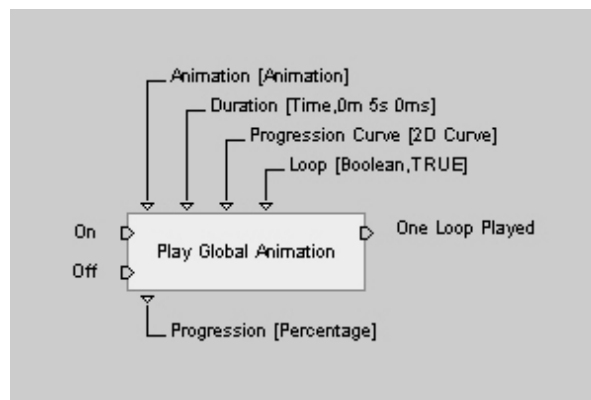 Animation [Animation]
Duration [Time,0m 5s 0ms]
Progression Curve [2D Curve]
Loop [Boolean,TRUE]
On
One Loop Played
Play Global Animation
Off
Progression [Percentage]